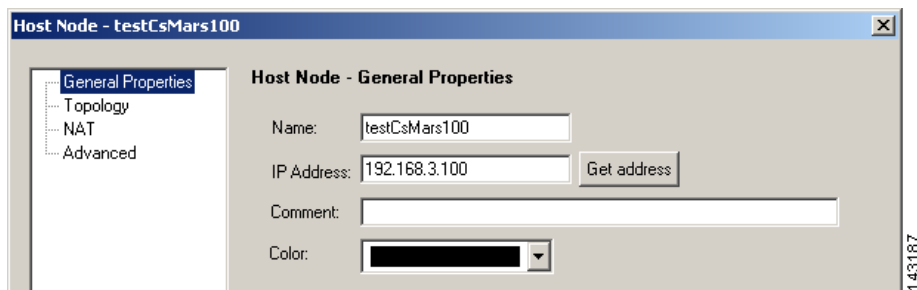 Host Node - testCsMars100
General Properties
Topology
NAT
Advanced
Host Node - General Properties
Name: testCsMars100
IP Address: 192.168.3.100 Get address
Comment:
Color:
143187